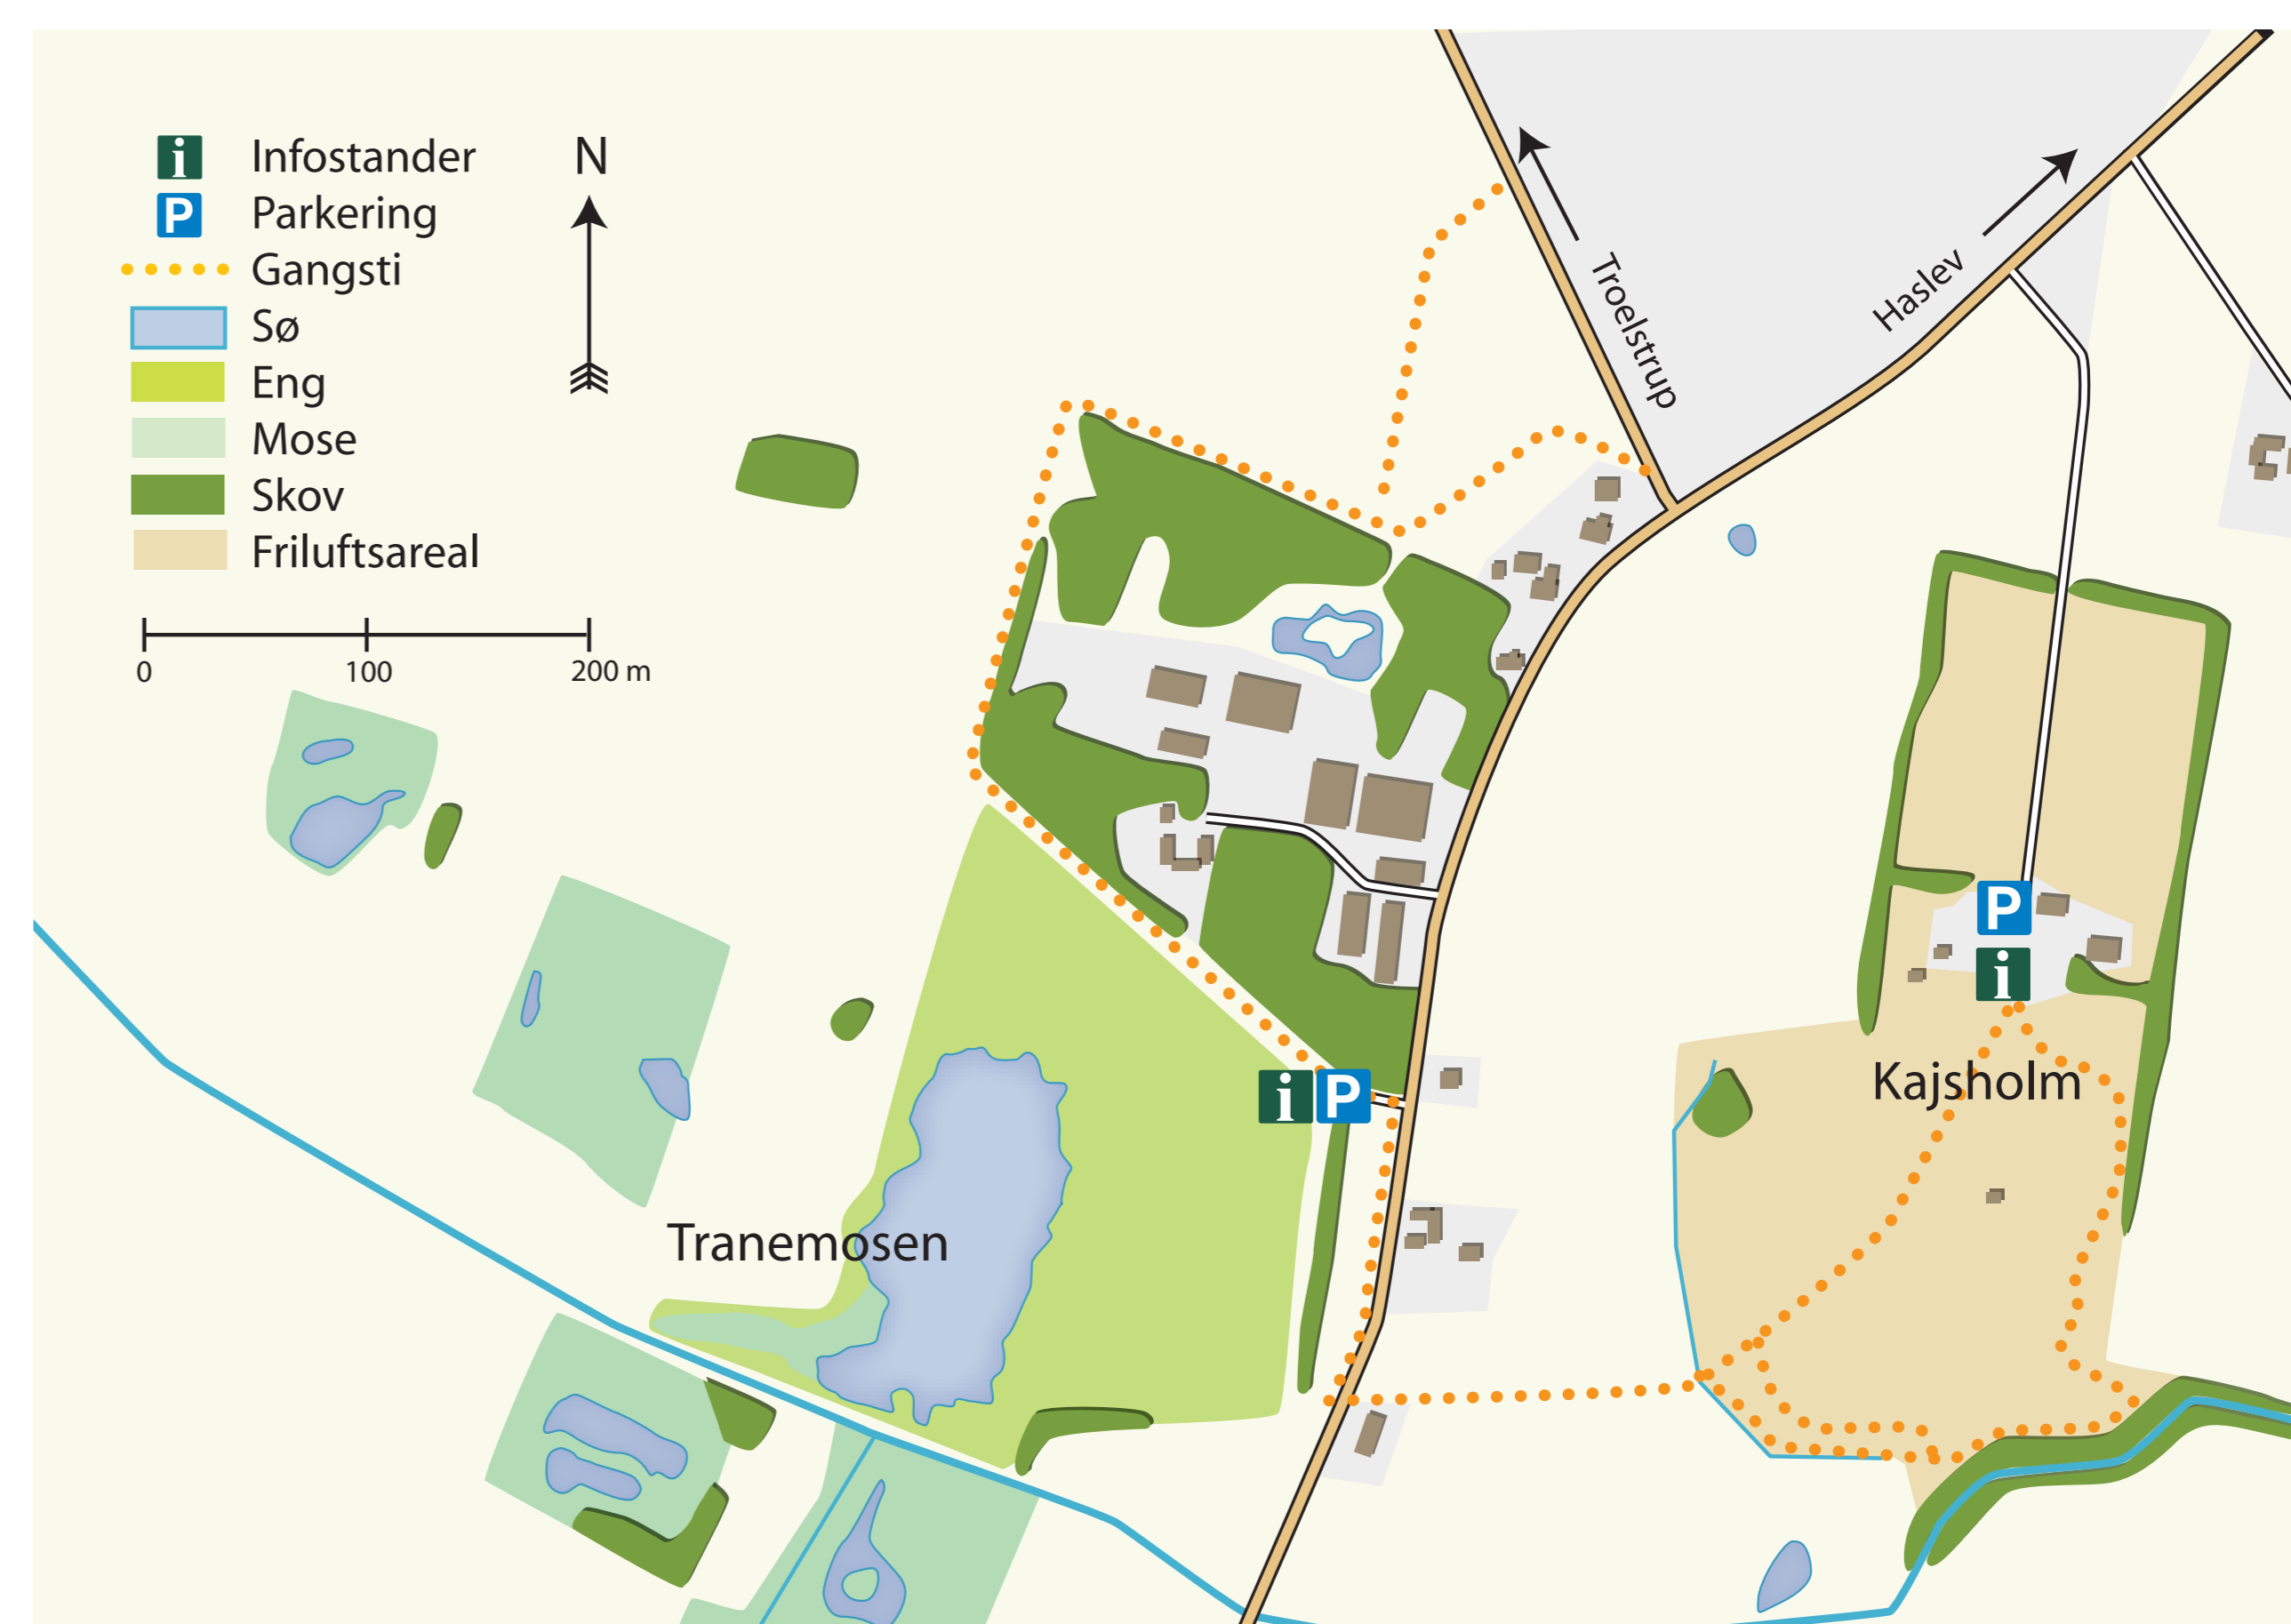 i Infostander
P Parkering
Gangsti
Sø
Eng
Mose
Skov
Friluftsareal
N
0 100 200 m
Troelstrup
Haslev
P
i
Kajsholm
i P
Tranemosen